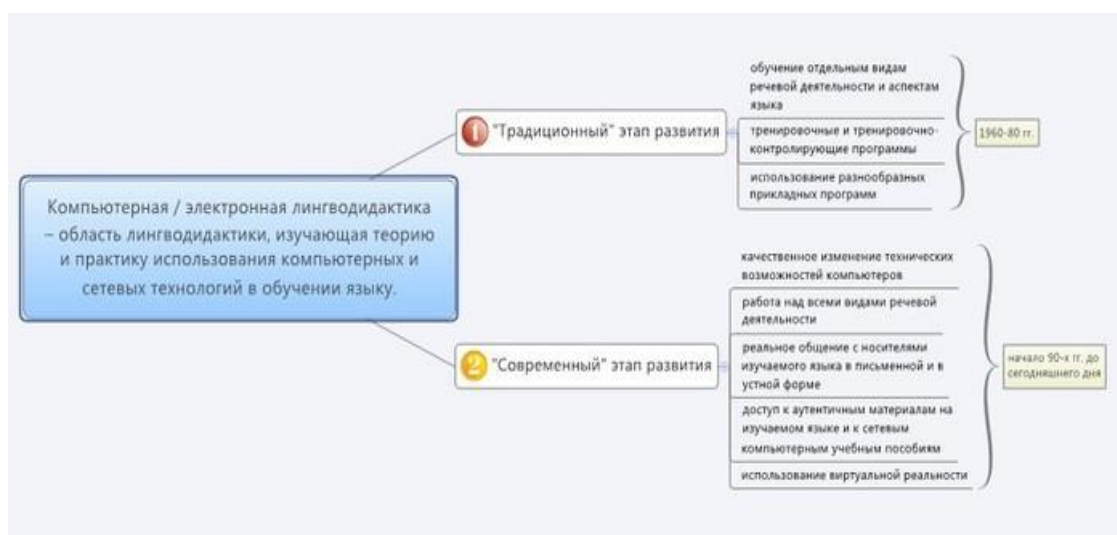 Компьютерная / электронная лингводидактика
– область лингводидактики, изучающая теорию
и практику использования компьютерных и
сетевых технологий в обучении языку.
1 "Традиционный" этап развития
обучение отдельным видам
речевой деятельности и аспектам
языка
тренировочные и тренировочно-
контролирующие программы
использование разнообразных
прикладных программ
1960-80 гг.
2 "Современный" этап развития
качественное изменение технических
возможностей компьютеров
работа над всеми видами речевой
деятельности
реальное общение с носителями
изучаемого языка в письменной и в
устной форме
доступ к аутентичным материалам на
изучаемом языке и к сетевым
компьютерным учебным пособиям
использование виртуальной реальности
начало 90-х гг. до
сегодняшнего дня